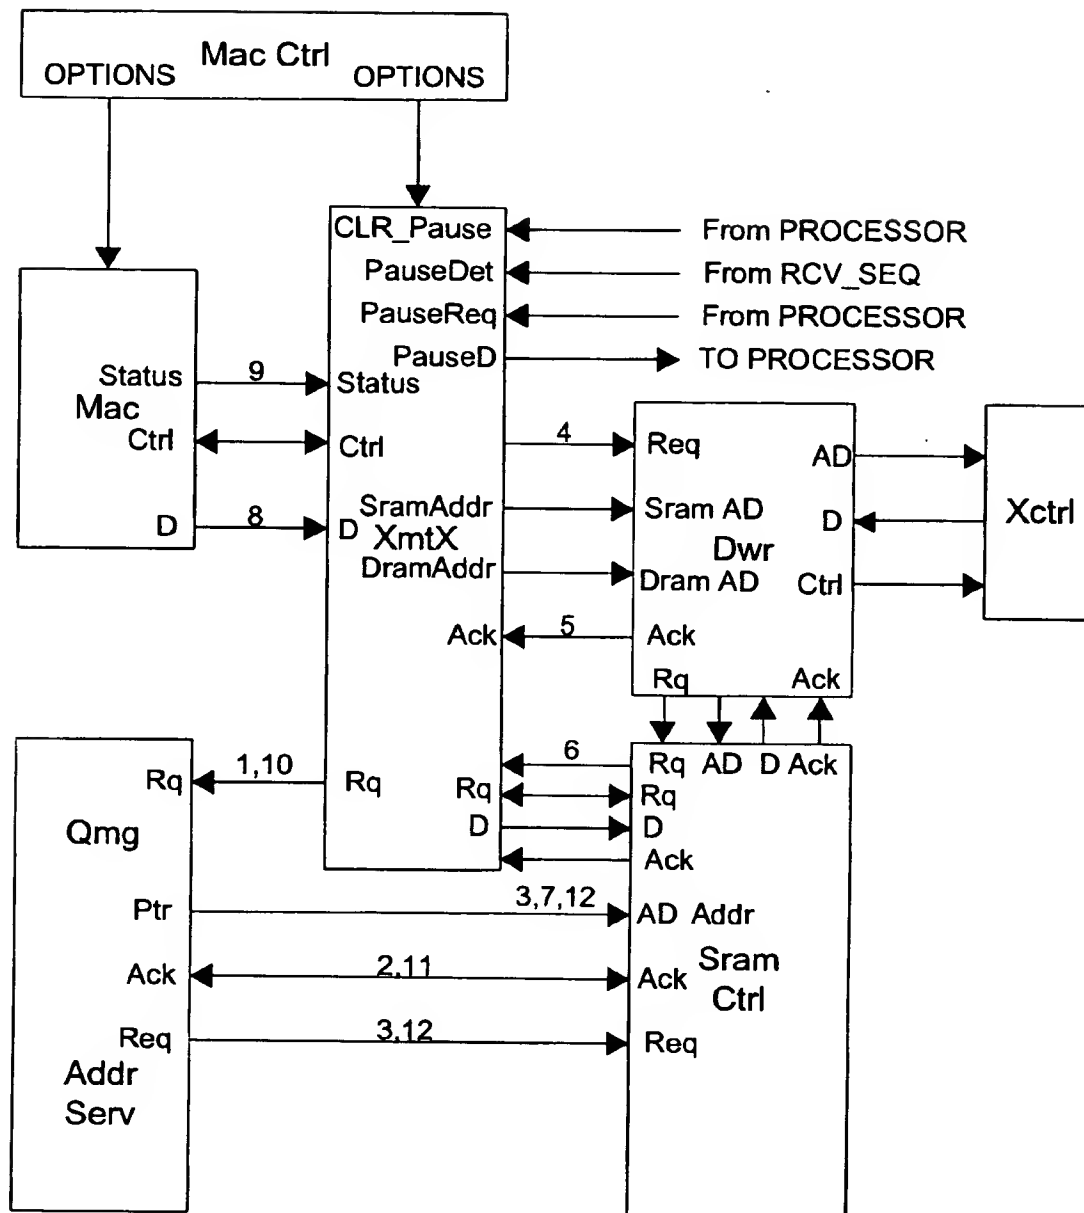 Mac Ctrl
OPTIONS OPTIONS
CLR_Pause From PROCESSOR
PauseDet From RCV_SEQ
PauseReq From PROCESSOR
PauseD TO PROCESSOR
Status 9 Status
Mac
Ctrl Ctrl 4 Req AD
SramAddr Sram AD
D 8 D XmtX Dwr D Xctrl
DramAddr Dram AD Ctrl
Ack 5 Ack
Rq Ack
6 Rq AD D Ack
Rq 1,10 Rq Rq Rq
Qmg D D
Ack
Ptr 3,7,12 AD Addr
Sram
Ack 2,11 Ack
Ctrl
Req 3,12 Req
Addr
Serv